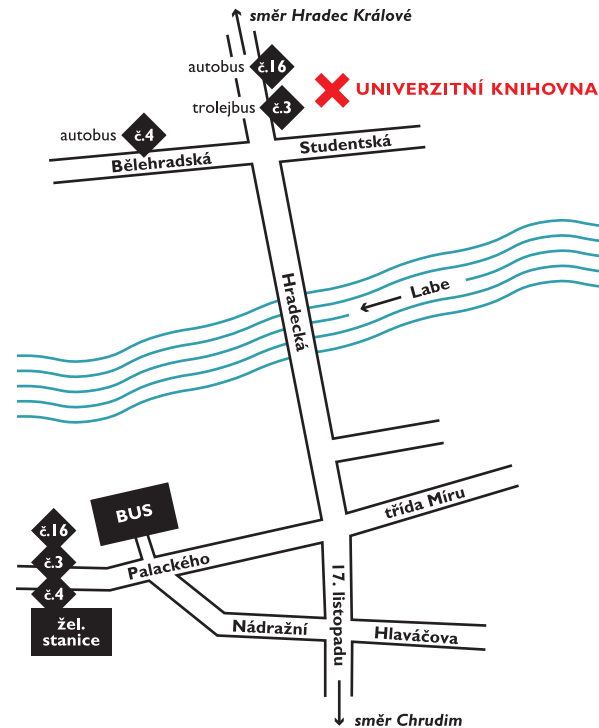 směr Hradec Králové
autobus č.16
UNIVERZITNÍ KNIHOVNA
trolejbus č.3
autobus č.4
Studentská
Bělehradská
Hradecká
Labe
třída Míru
BUS
č.16
č.3
Palackého
č.4
žel.
stanice
17. listopadu
Nádražní
Hlaváčova
směr Chrudim